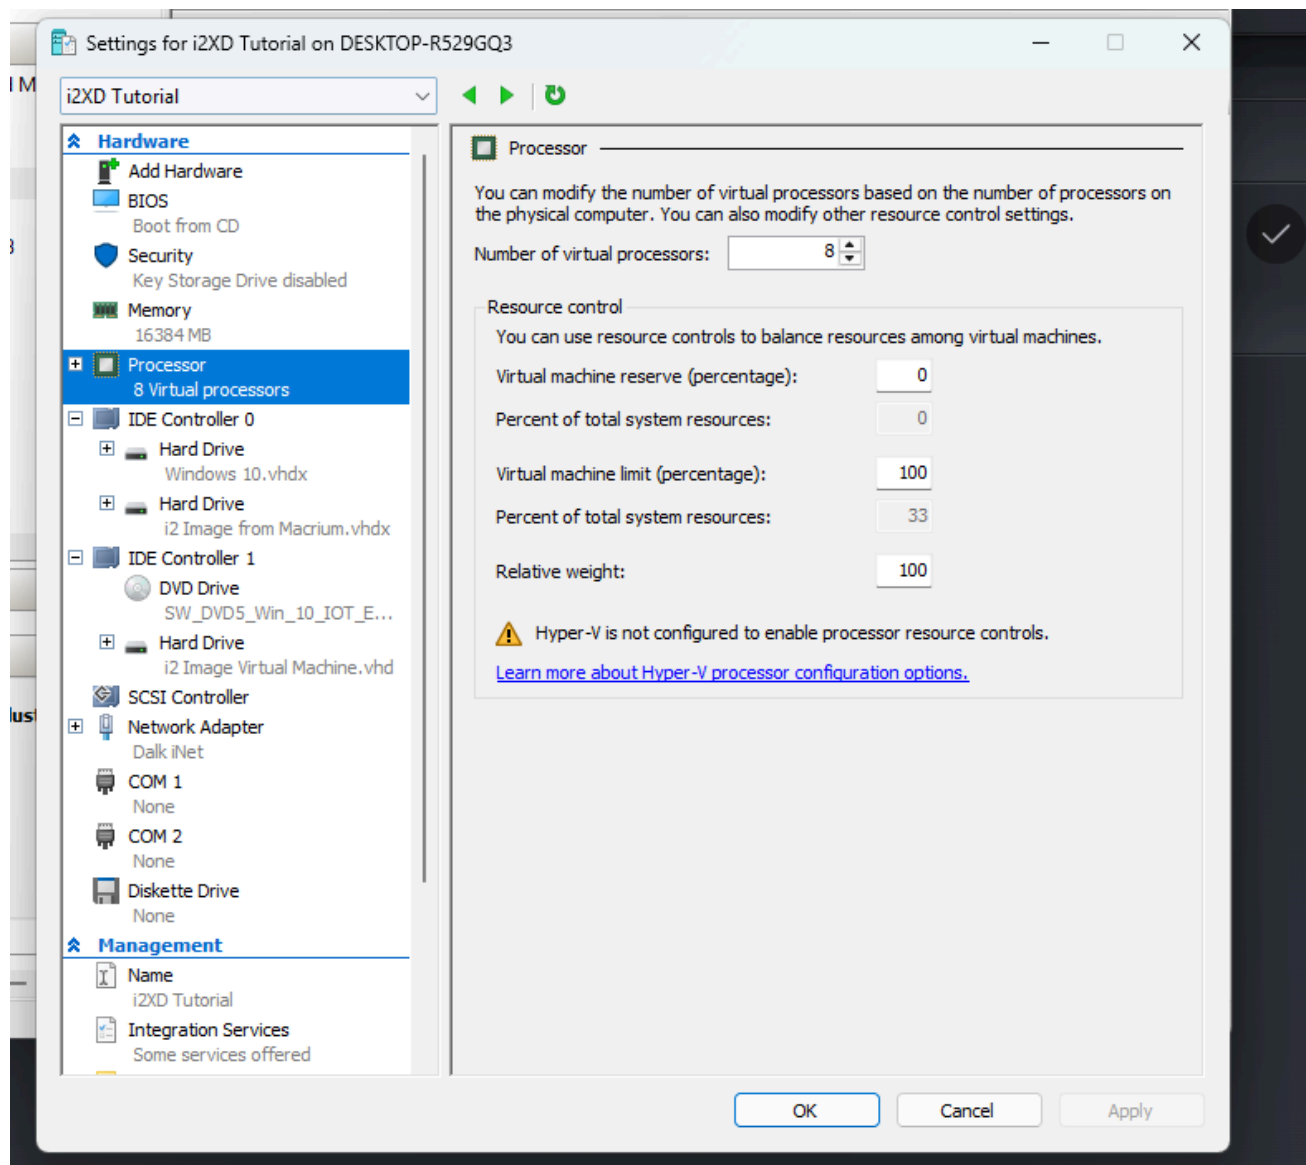 Settings for i2XD Tutorial on DESKTOP-R529GQ3
i2XD Tutorial
Hardware
Add Hardware
BIOS
Boot from CD
Security
Key Storage Drive disabled
Memory
16384 MB
Processor
8 Virtual processors
IDE Controller 0
Hard Drive
Windows 10.vhdx
Hard Drive
i2 Image from Macrium.vhdx
IDE Controller 1
DVD Drive
SW_DVD5_Win_10_IOT_E...
Hard Drive
i2 Image Virtual Machine.vhd
SCSI Controller
Network Adapter
Dalk iNet
COM 1
None
COM 2
None
Diskette Drive
None
Management
Name
i2XD Tutorial
Integration Services
Some services offered
Processor
You can modify the number of virtual processors based on the number of processors on
the physical computer. You can also modify other resource control settings.
Number of virtual processors: 8
Resource control
You can use resource controls to balance resources among virtual machines.
Virtual machine reserve (percentage): 0
Percent of total system resources: 0
Virtual machine limit (percentage): 100
Percent of total system resources: 33
Relative weight: 100
Hyper-V is not configured to enable processor resource controls.
Learn more about Hyper-V processor configuration options.
OK Cancel Apply